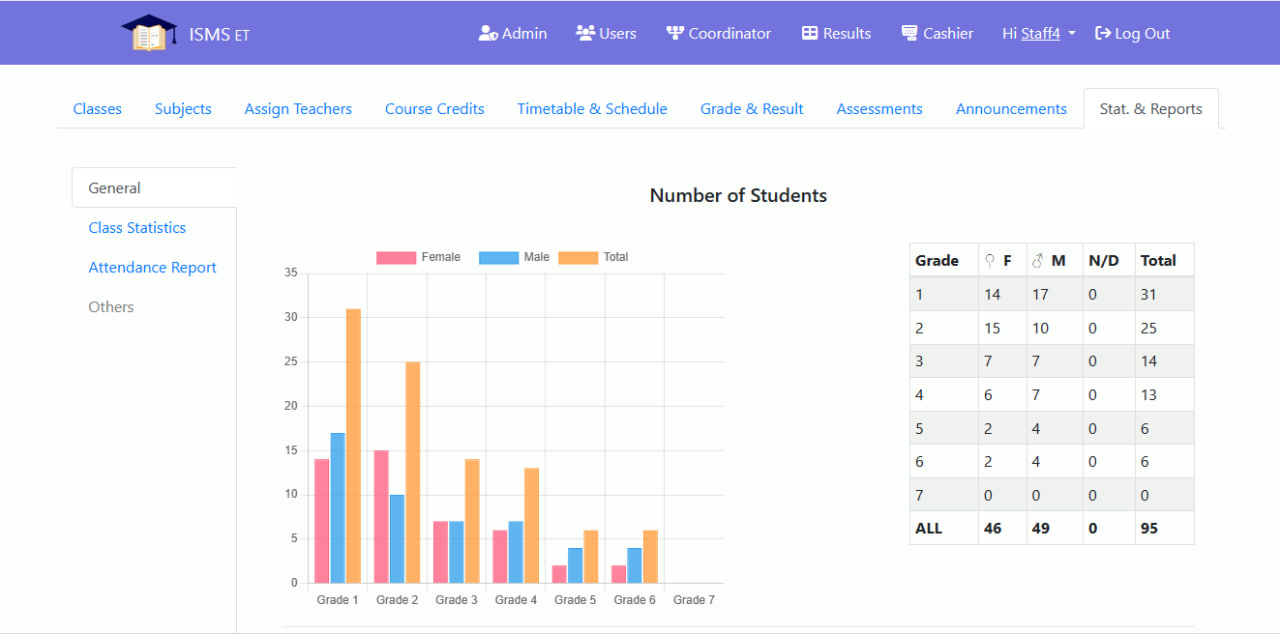 ISMS ET Admin Users Coordinator Results Cashier Hi Staff4 Log Out
Classes Subjects Assign Teachers Course Credits Timetable & Schedule Grade & Result Assessments Announcements Stat. & Reports
General
Class Statistics
Attendance Report
Others
Number of Students
Female Male Total
35
30
25
20
15
10
5
0
Grade 1 Grade 2 Grade 3 Grade 4 Grade 5 Grade 6 Grade 7
Grade ♀ F ♂ M N/D Total
1 14 17 0 31
2 15 10 0 25
3 7 7 0 14
4 6 7 0 13
5 2 4 0 6
6 2 4 0 6
7 0 0 0 0
ALL 46 49 0 95